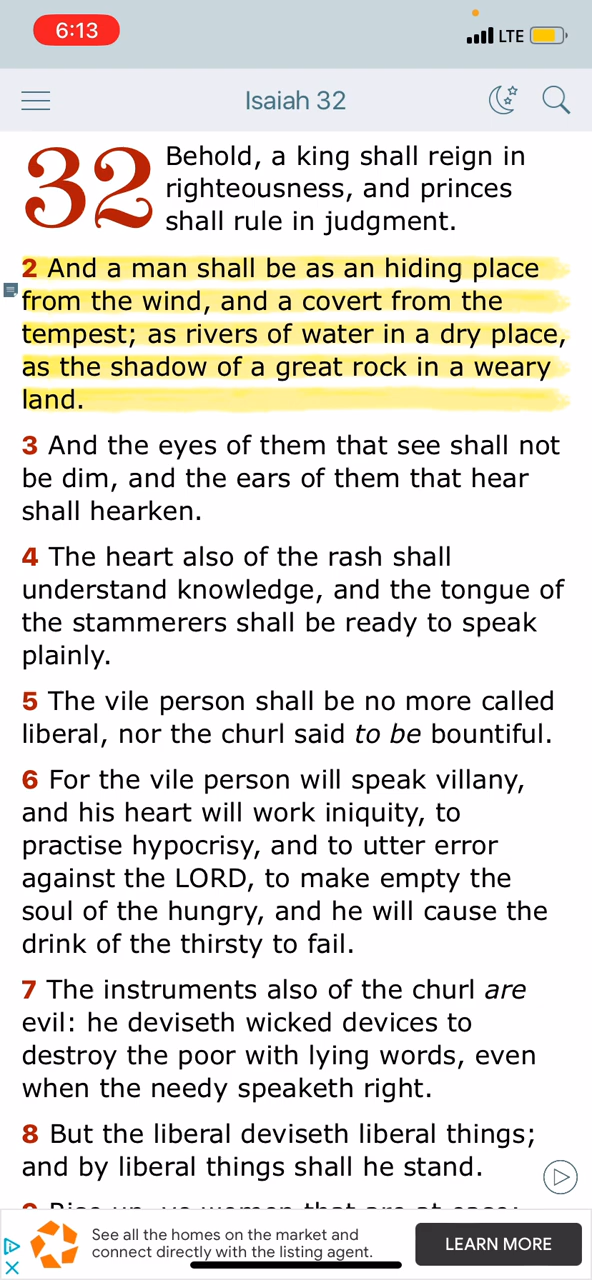 6:13
LTE
Isaiah 32
32 Behold, a king shall reign in
righteousness, and princes
shall rule in judgment.
2 And a man shall be as an hiding place
from the wind, and a covert from the
tempest; as rivers of water in a dry place,
as the shadow of a great rock in a weary
land.
3 And the eyes of them that see shall not
be dim, and the ears of them that hear
shall hearken.
4 The heart also of the rash shall
understand knowledge, and the tongue of
the stammerers shall be ready to speak
plainly.
5 The vile person shall be no more called
liberal, nor the churl said to be bountiful.
6 For the vile person will speak villany,
and his heart will work iniquity, to
practise hypocrisy, and to utter error
against the LORD, to make empty the
soul of the hungry, and he will cause the
drink of the thirsty to fail.
7 The instruments also of the churl are
evil: he deviseth wicked devices to
destroy the poor with lying words, even
when the needy speaketh right.
8 But the liberal deviseth liberal things;
and by liberal things shall he stand.
9 Rise up, ye women that are at ease;
See all the homes on the market and
connect directly with the listing agent.
LEARN MORE